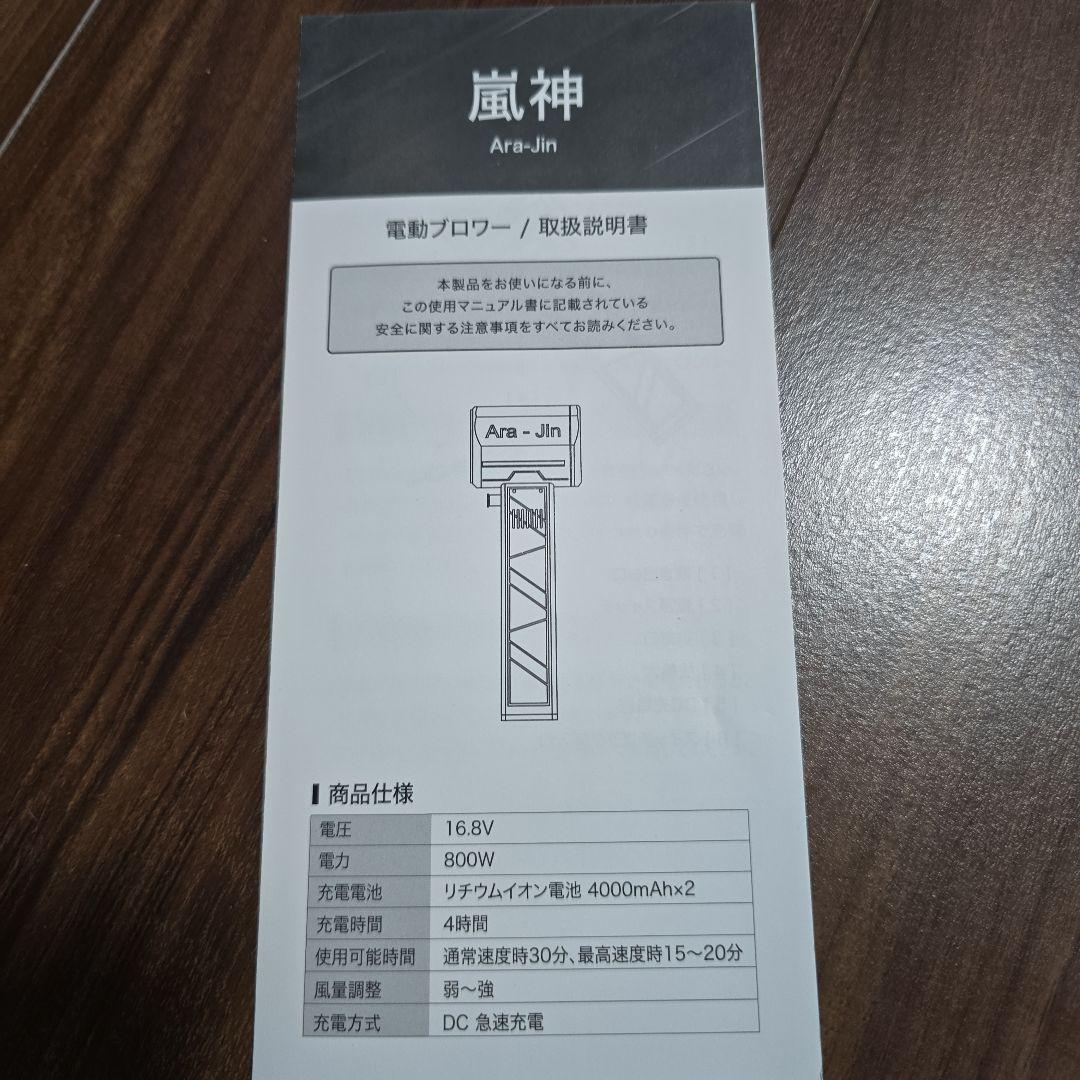 嵐神
Ara-Jin
電動ブロワー / 取扱説明書
本製品をお使いになる前に、
この使用マニュアル書に記載されている
安全に関する注意事項をすべてお読みください。
Ara - Jin
商品仕様
電圧 16.8V
電力 800W
充電電池 リチウムイオン電池 4000mAh×2
充電時間 4時間
使用可能時間 通常速度時30分、最高速度時15〜20分
風量調整 弱〜強
充電方式 DC 急速充電